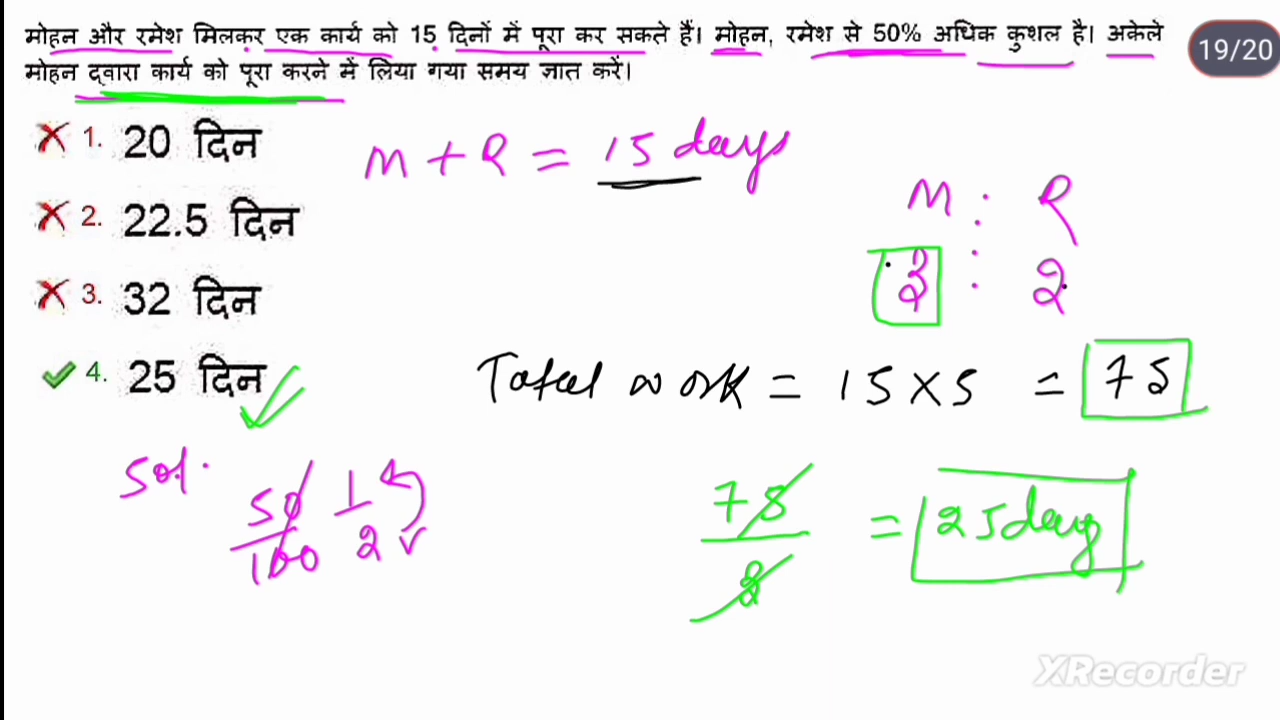 मोहन और रमेश मिलकर एक कार्य को 15 दिनों में पूरा कर सकते हैं। मोहन, रमेश से 50% अधिक कुशल है। अकेले
मोहन द्वारा कार्य को पूरा करने में लिया गया समय ज्ञात करें।
19/20
1. 20 दिन
2. 22.5 दिन
3. 32 दिन
4. 25 दिन
M + R = 15 days
M : R
3 : 2
Total work = 15 X 5 = 75
Sol.
50 1
100 2
75
3
= 25 days
XRecorder